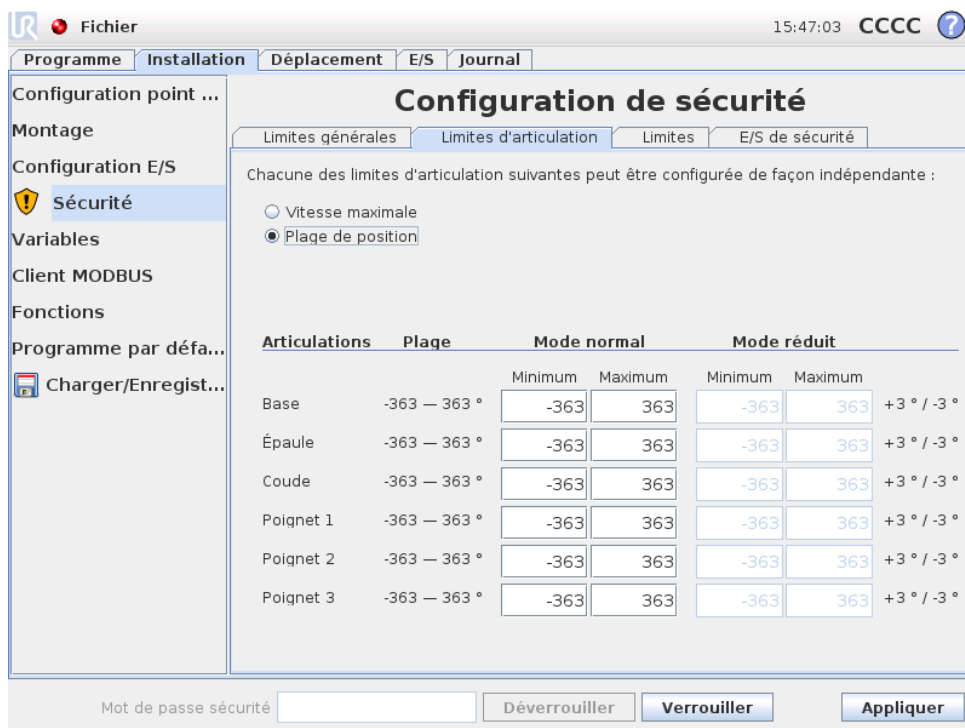 UR Fichier 15:47:03 CCCC ?
Programme Installation Déplacement E/S Journal
Configuration point ...
Montage
Configuration E/S
Sécurité
Variables
Client MODBUS
Fonctions
Programme par défa...
Charger/Enregist...
Configuration de sécurité
Limites générales Limites d'articulation Limites E/S de sécurité
Chacune des limites d'articulation suivantes peut être configurée de façon indépendante :
Vitesse maximale
Plage de position
Articulations Plage Mode normal Mode réduit
Minimum Maximum Minimum Maximum
Base -363 — 363 ° -363 363 -363 363 +3 ° / -3 °
Épaule -363 — 363 ° -363 363 -363 363 +3 ° / -3 °
Coude -363 — 363 ° -363 363 -363 363 +3 ° / -3 °
Poignet 1 -363 — 363 ° -363 363 -363 363 +3 ° / -3 °
Poignet 2 -363 — 363 ° -363 363 -363 363 +3 ° / -3 °
Poignet 3 -363 — 363 ° -363 363 -363 363 +3 ° / -3 °
Mot de passe sécurité Déverrouiller Verrouiller Appliquer